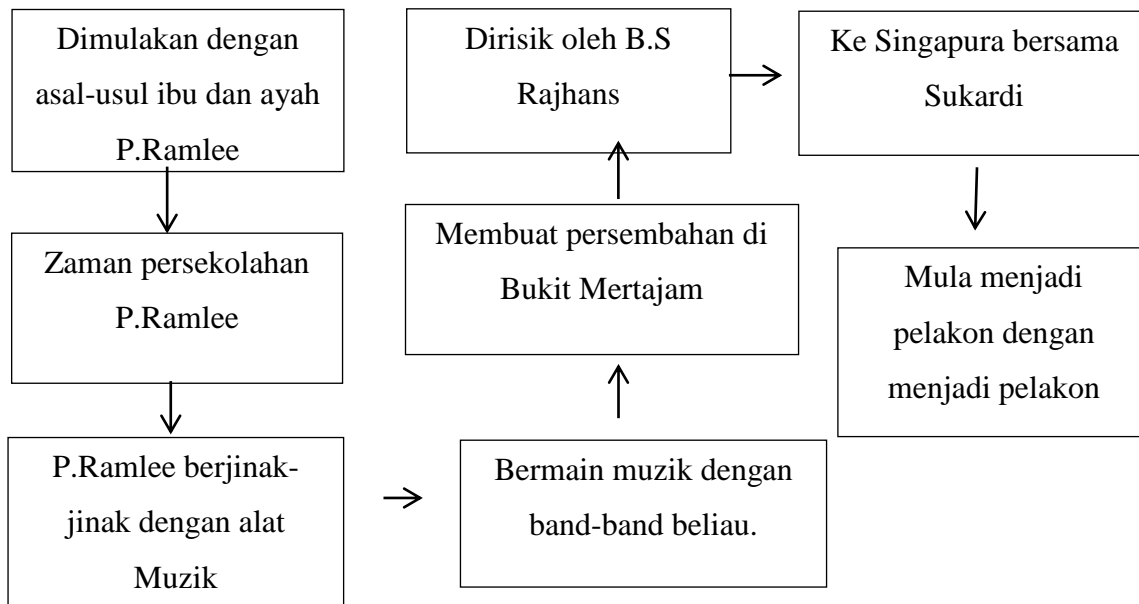 Dimulakan dengan
asal-usul ibu dan ayah
P.Ramlee
Zaman persekolahan
P.Ramlee
P.Ramlee berjinak-
jinak dengan alat
Muzik
Bermain muzik dengan
band-band beliau.
Membuat persembahan di
Bukit Mertajam
Dirisik oleh B.S
Rajhans
Ke Singapura bersama
Sukardi
Mula menjadi
pelakon dengan
menjadi pelakon